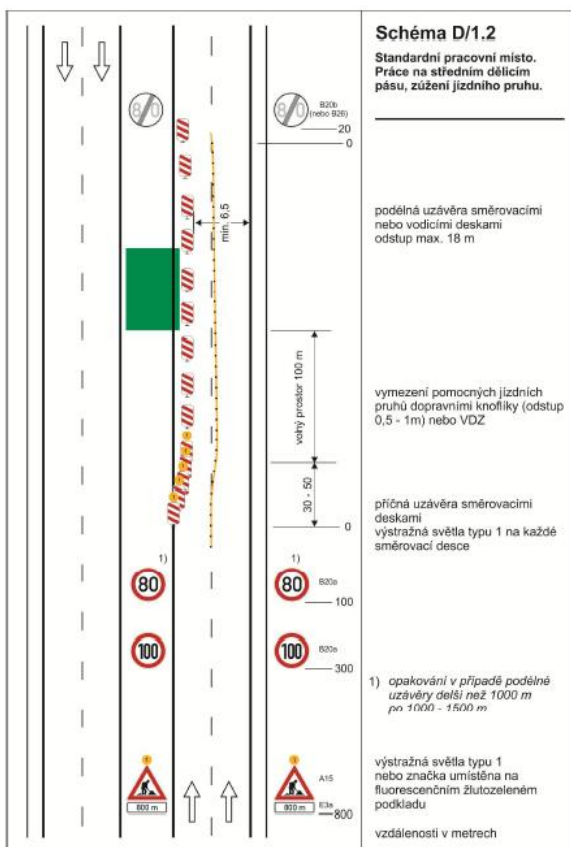 Schéma D/1.2
Standardní pracovní místo.
Práce na středním dělicím
pásu, zúžení jízdního pruhu.
80
80
B20b
(nebo B26)
20
0
min. 6,5
podélná uzávěra směrovacími
nebo vodicími deskami
odstup max. 18 m
volný prostor 100 m
vymezení pomocných jízdních
pruhů dopravními knoflíky (odstup
0,5 - 1m) nebo VDZ
30 - 50
0
příčná uzávěra směrovacími
deskami
výstražná světla typu 1 na každé
směrovací desce
1)
1)
80
80
B20a
100
100
100
B20a
300
1) opakování v případě podélné
uzávěry delší než 1000 m
po 1000 - 1500 m
1
1
A15
800 m
800 m
E3a
800
výstražná světla typu 1
nebo značka umístěna na
fluorescenčním žlutozeleném
podkladu
vzdálenosti v metrech